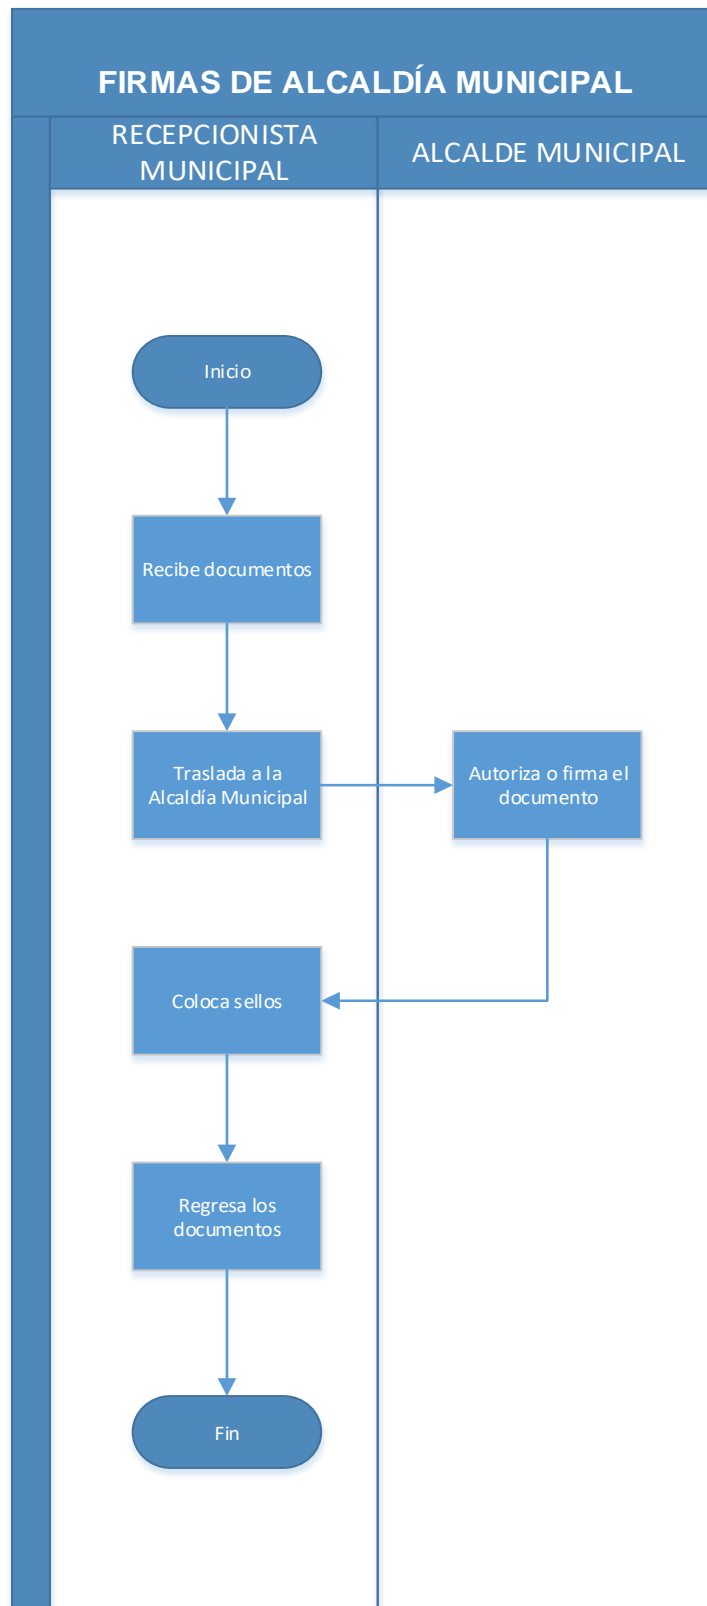 FIRMAS DE ALCALDÍA MUNICIPAL
RECEPCIONISTA
MUNICIPAL
ALCALDE MUNICIPAL
Inicio
Recibe documentos
Traslada a la
Alcaldía Municipal
Autoriza o firma el
documento
Coloca sellos
Regresa los
documentos
Fin